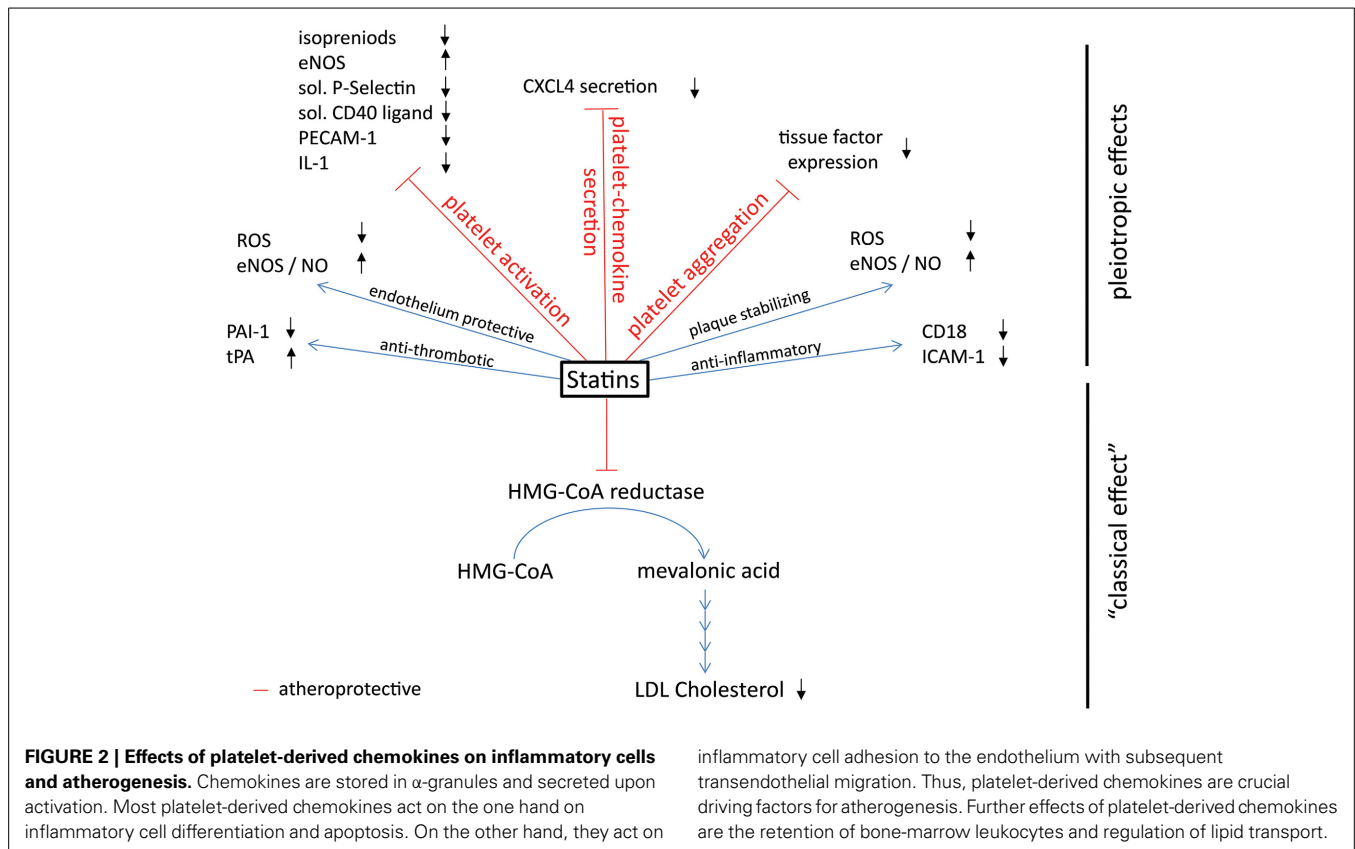 isopreniods ↓
eNOS ↑
sol. P-Selectin ↓
sol. CD40 ligand ↓
PECAM-1 ↓
IL-1 ↓
CXCL4 secretion ↓
tissue factor
expression ↓
platelet activation
platelet-chemokine
secretion
platelet aggregation
ROS ↓
eNOS / NO ↑
endothelium protective
PAI-1 ↓
tPA ↑
anti-thrombotic
ROS ↓
eNOS / NO ↑
plaque stabilizing
CD18 ↓
ICAM-1 ↓
anti-inflammatory
Statins
pleiotropic effects
HMG-CoA reductase
HMG-CoA
mevalonic acid
LDL Cholesterol ↓
"classical effect"
atheroprotective
FIGURE 2 | Effects of platelet-derived chemokines on inflammatory cells
and atherogenesis. Chemokines are stored in α-granules and secreted upon
activation. Most platelet-derived chemokines act on the one hand on
inflammatory cell differentiation and apoptosis. On the other hand, they act on
inflammatory cell adhesion to the endothelium with subsequent
transendothelial migration. Thus, platelet-derived chemokines are crucial
driving factors for atherogenesis. Further effects of platelet-derived chemokines
are the retention of bone-marrow leukocytes and regulation of lipid transport.